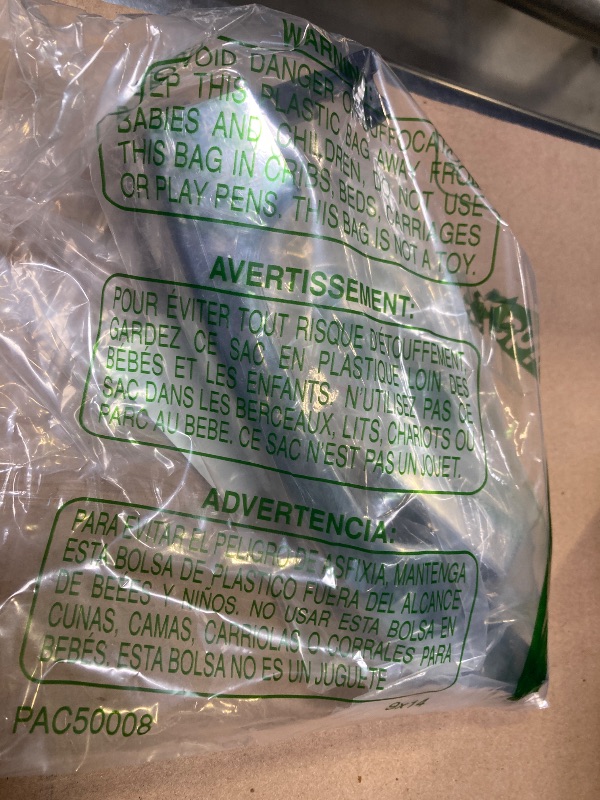 WARNING
AVOID DANGER OF SUFFOCATION
KEEP THIS PLASTIC BAG AWAY FROM
BABIES AND CHILDREN, DO NOT USE
THIS BAG IN CRIBS, BEDS, CARRIAGES
OR PLAY PENS. THIS BAG IS NOT A TOY.
AVERTISSEMENT:
POUR ÉVITER TOUT RISQUE DÉTOUFFEMENT,
GARDEZ CE SAC EN PLASTIQUE LOIN DES
BEBÉS ET LES ENFANTS, N'UTILISEZ PAS CE
SAC DANS LES BERCEAUX, LITS, CHARIOTS OU
PARC AU BEBE. CE SAC N'EST PAS UN JOUET.
ADVERTENCIA:
PARA EVITAR EL PELIGRO DE ASFIXIA, MANTENGA
ESTA BOLSA DE PLASTICO FUERA DEL ALCANCE
DE BEBES Y NIÑOS. NO USAR ESTA BOLSA EN
CUNAS, CAMAS, CARRIOLAS O CORRALES PARA
BEBÉS. ESTA BOLSA NO ES UN JUGUETE
PAC50008
9x14